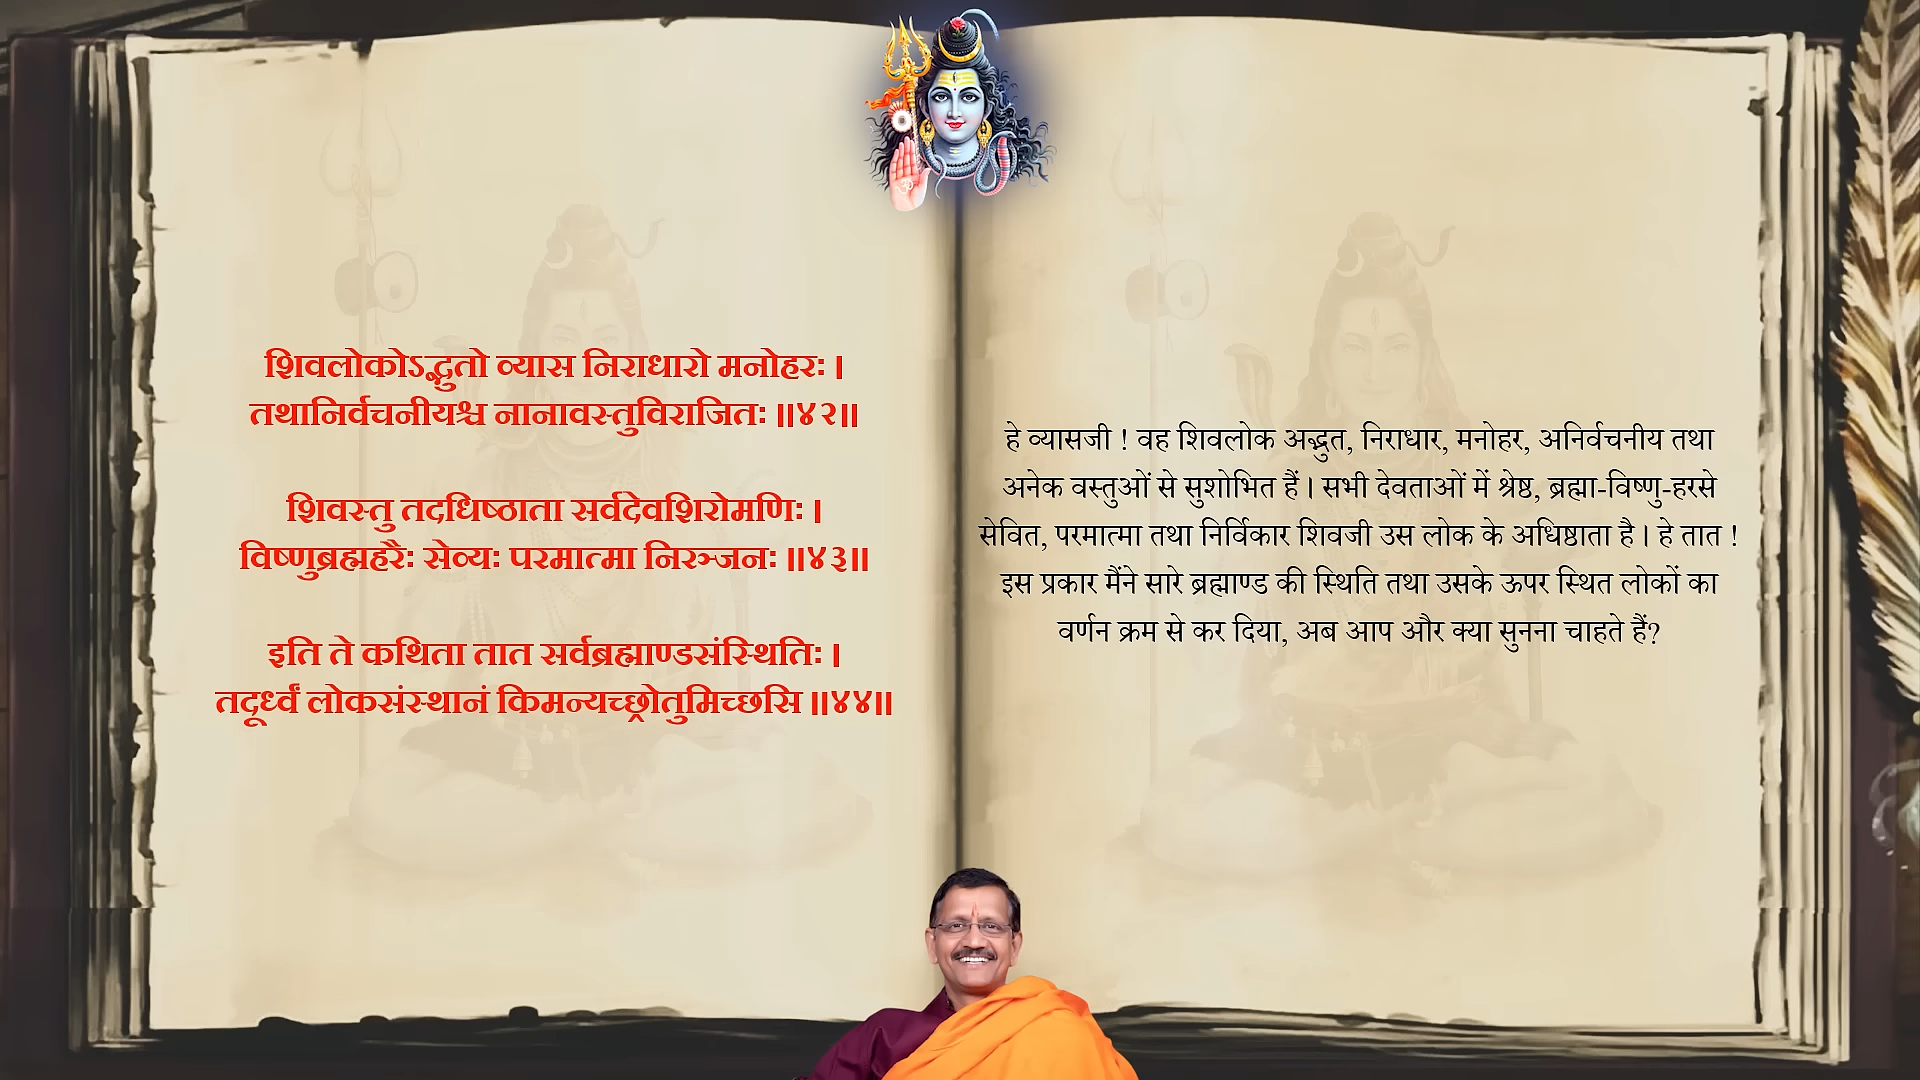 शिवलोकोऽद्भुतो व्यास निराधारो मनोहरः ।
तथानिर्वचनीयश्च नानावस्तुविराजितः ॥४२॥
शिवस्तु तदधिष्ठाता सर्वदेवशिरोमणिः ।
विष्णुब्रह्महरैः सेव्यः परमात्मा निरञ्जनः ॥४३॥
इति ते कथिता तात सर्वब्रह्माण्डसंस्थितिः ।
तदूर्ध्वं लोकसंस्थानं किमन्यच्छ्रोतुमिच्छसि ॥४४॥
हे व्यासजी ! वह शिवलोक अद्भुत, निराधार, मनोहर, अनिर्वचनीय तथा
अनेक वस्तुओं से सुशोभित हैं । सभी देवताओं में श्रेष्ठ, ब्रह्मा-विष्णु-हरसे
सेवित, परमात्मा तथा निर्विकार शिवजी उस लोक के अधिष्ठाता है । हे तात !
इस प्रकार मैंने सारे ब्रह्माण्ड की स्थिति तथा उसके ऊपर स्थित लोकों का
वर्णन क्रम से कर दिया, अब आप और क्या सुनना चाहते हैं?